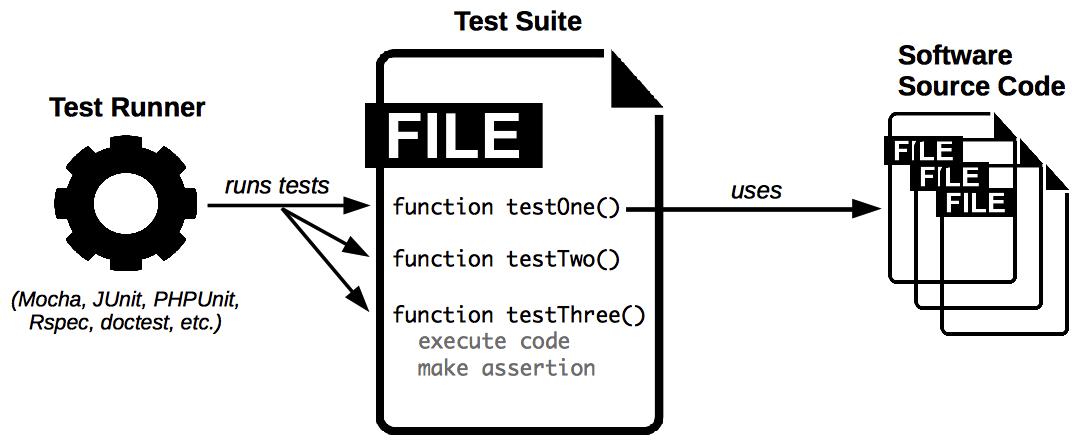 Test Suite
Software
Source Code
Test Runner
FILE
FILE
FILE
FILE
runs tests
uses
function testOne()
function testTwo()
(Mocha, JUnit, PHPUnit,
Rspec, doctest, etc.)
function testThree()
execute code
make assertion